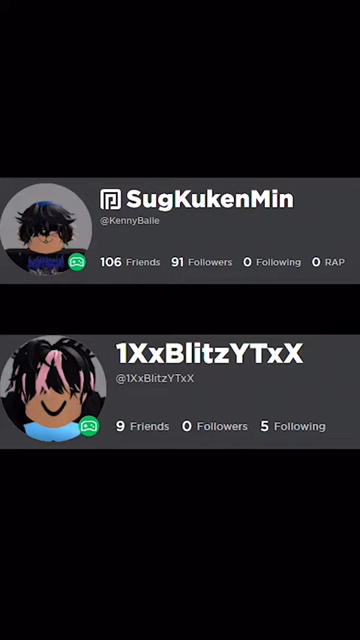 SugKukenMin
@KennyBalle
106 Friends 91 Followers 0 Following 0 RAP
1XxBlitzYTxX
@1XxBlitzYTxX
9 Friends 0 Followers 5 Following